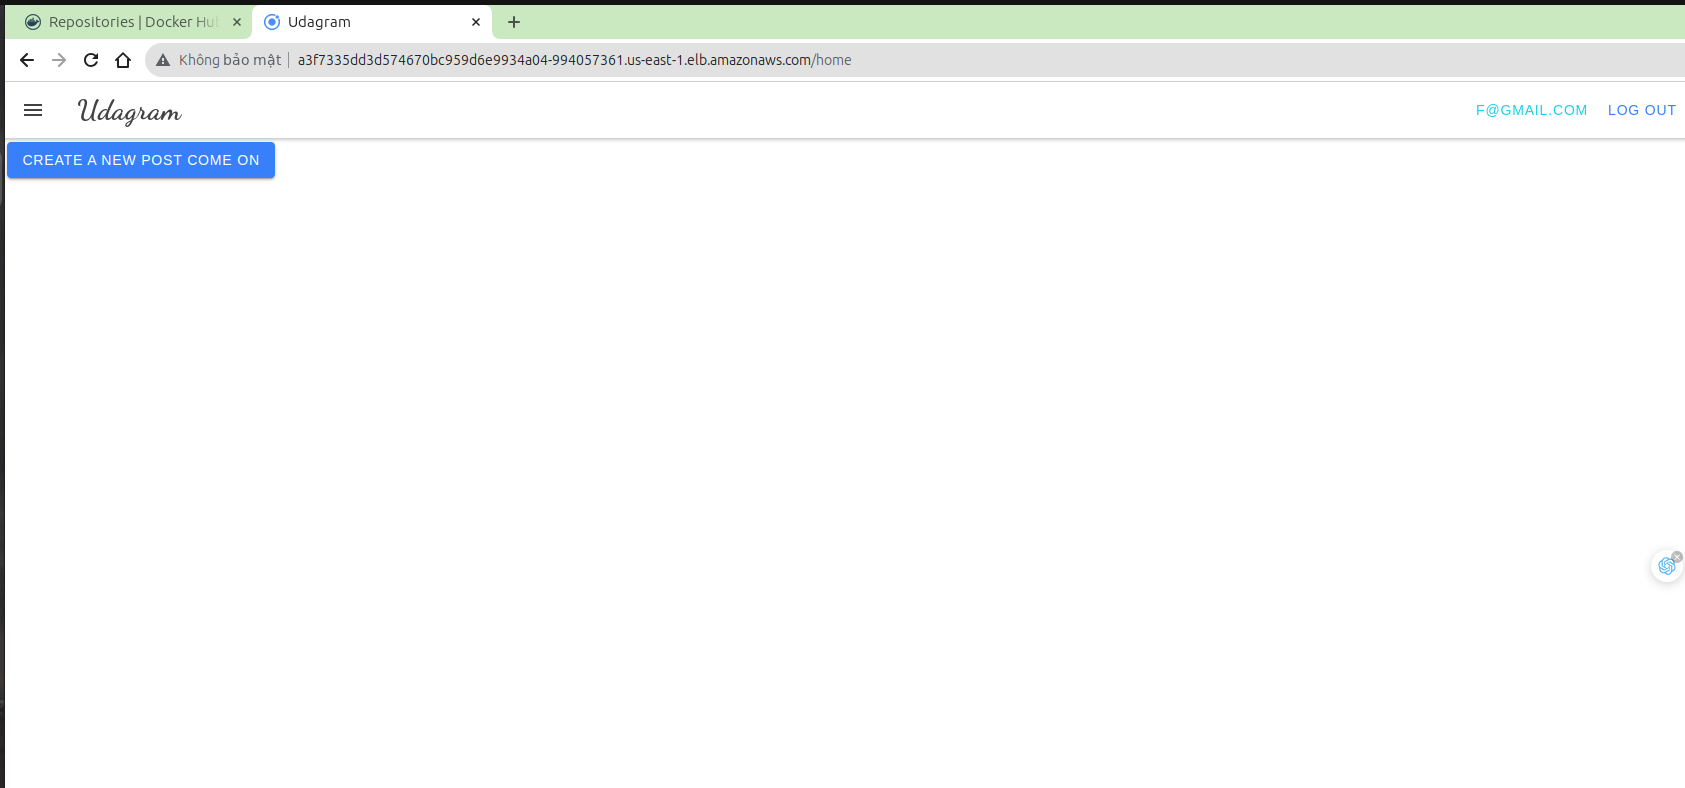 Repositories | Docker Hub
Udagram
Không bảo mật
a3f7335dd3d574670bc959d6e9934a04-994057361.us-east-1.elb.amazonaws.com/home
Udagram
F@GMAIL.COM
LOG OUT
CREATE A NEW POST COME ON